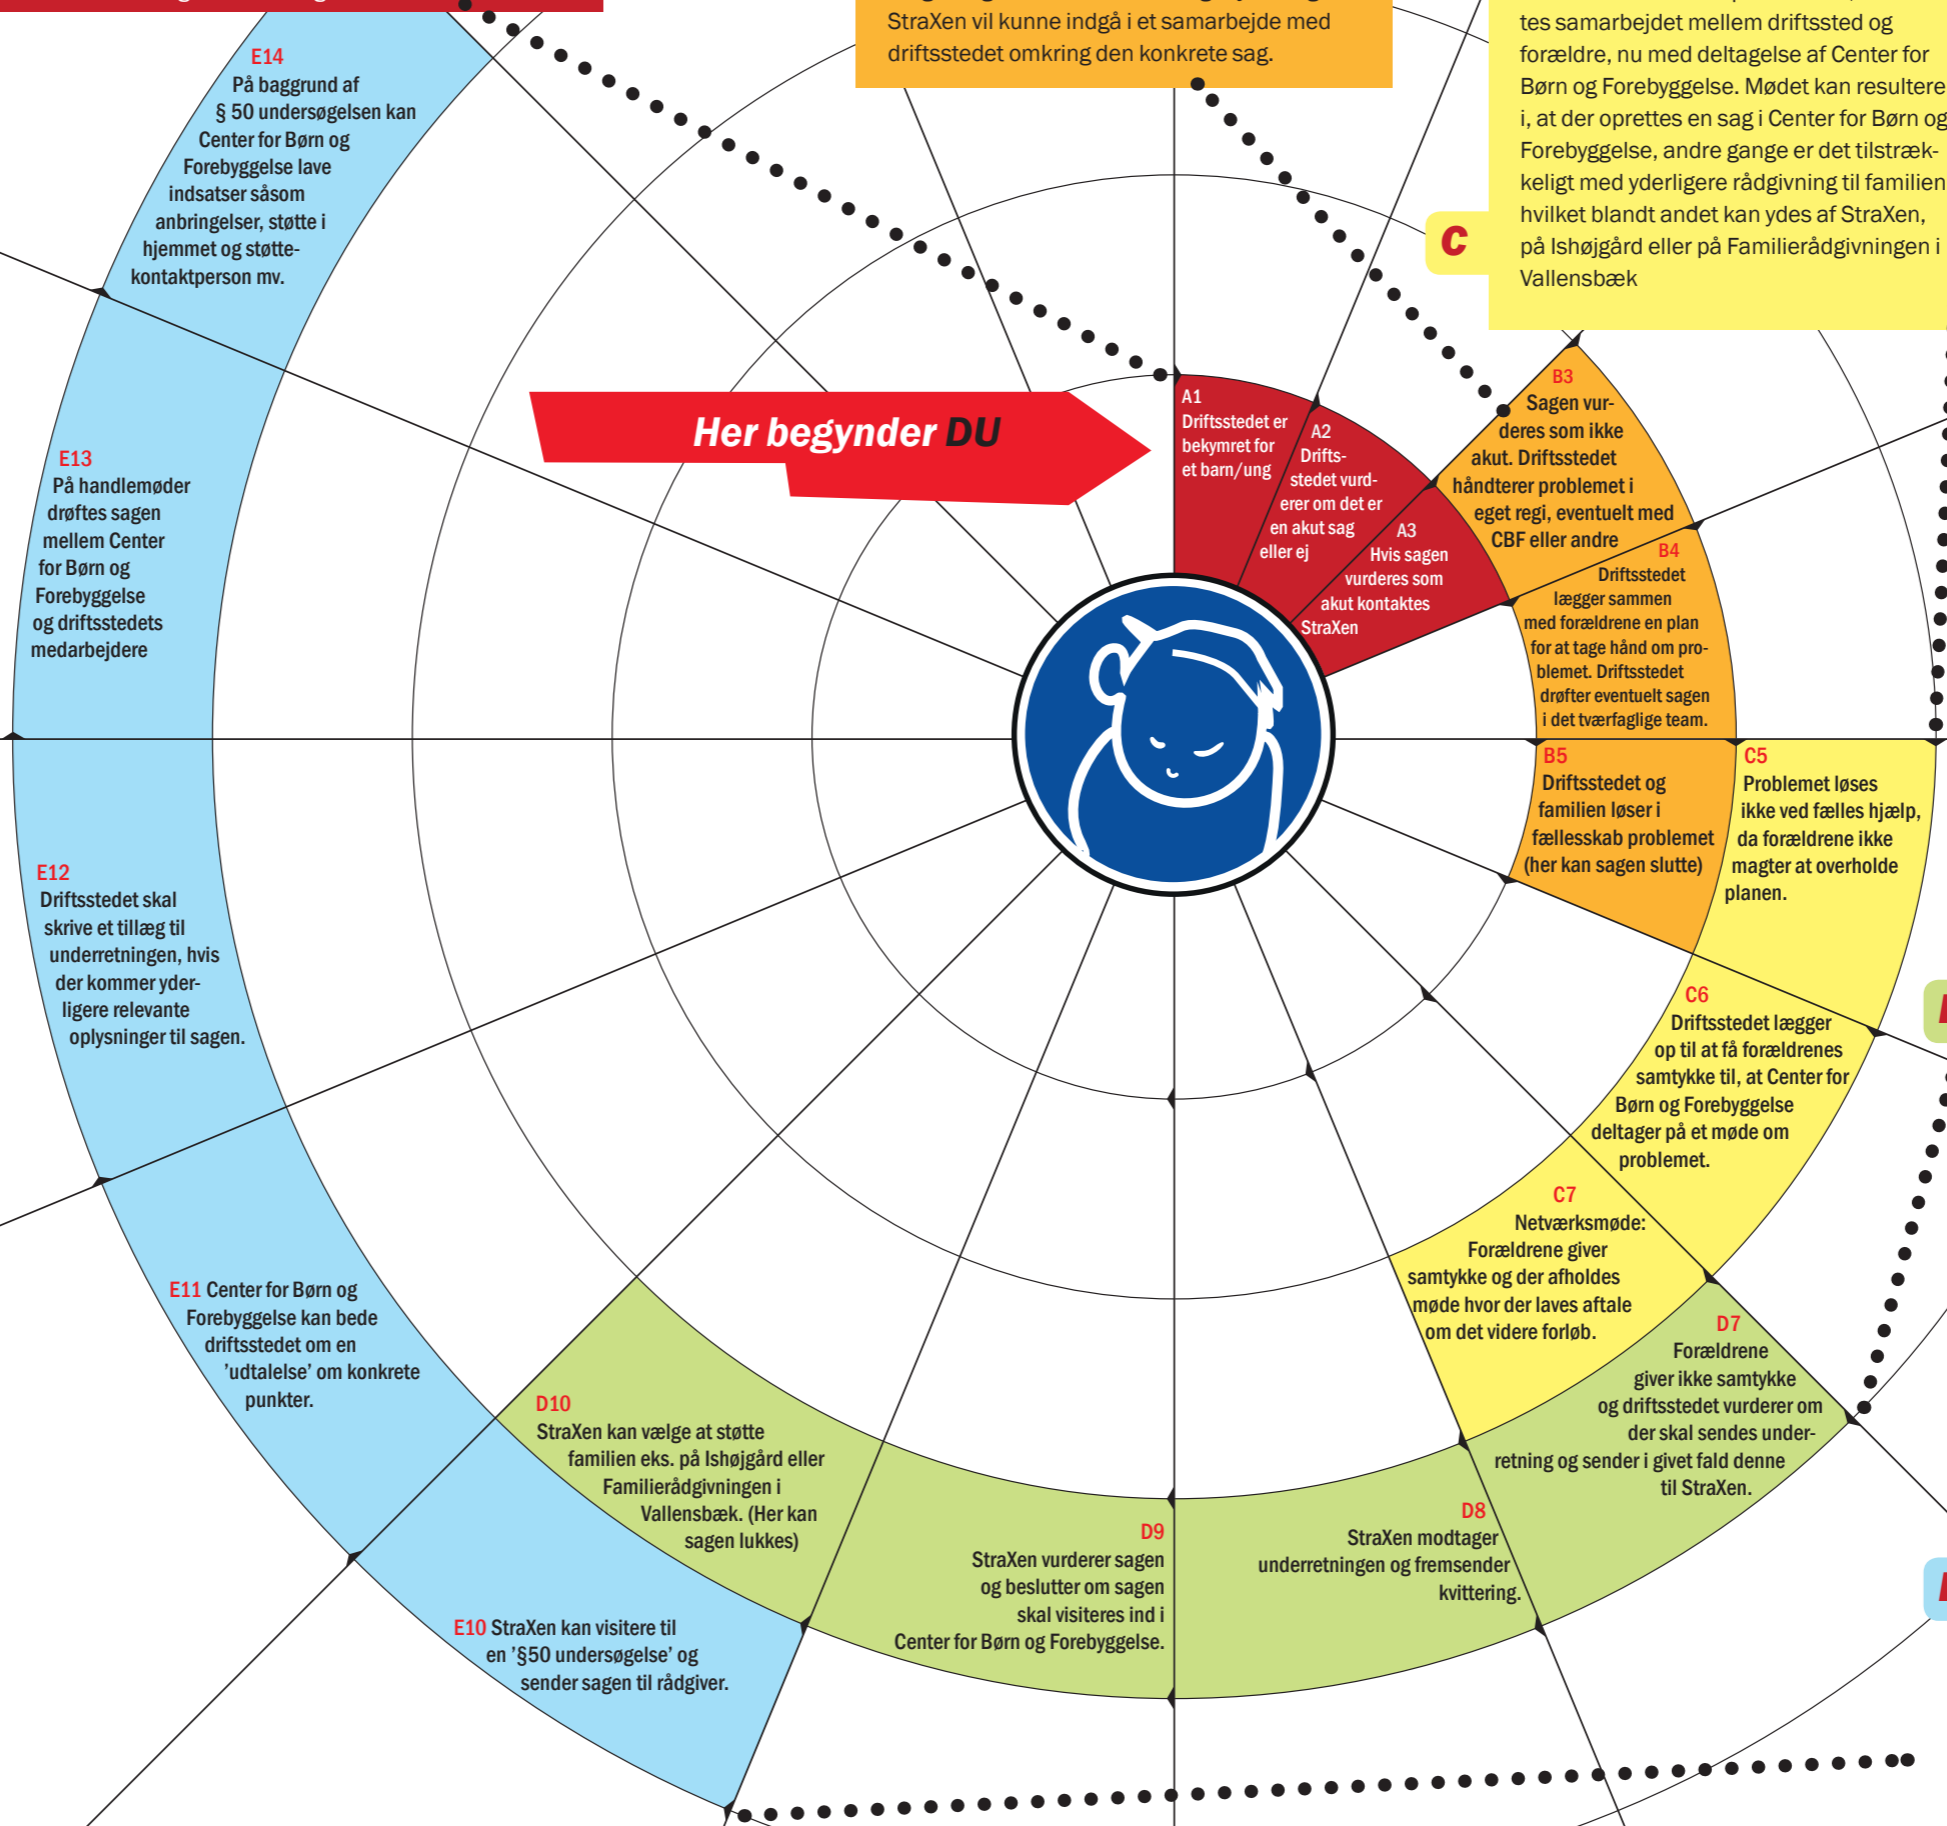 StraXen vil kunne indgå i et samarbejde med
driftsstedet omkring den konkrete sag.
tes samarbejdet mellem driftssted og
forældre, nu med deltagelse af Center for
Børn og Forebyggelse. Mødet kan resultere
i, at der oprettes en sag i Center for Børn og
Forebyggelse, andre gange er det tilstræk-
keligt med yderligere rådgivning til familien
hvilket blandt andet kan ydes af StraXen,
på Ishøjgård eller på Familierådgivningen i
Vallensbæk
C
Her begynder DU
A1
Driftsstedet er
bekymret for
et barn/ung
A2
Drifts-
stedet vurd-
erer om det er
en akut sag
eller ej
A3
Hvis sagen
vurderes som
akut kontaktes
StraXen
B3
Sagen vur-
deres som ikke
akut. Driftsstedet
håndterer problemet i
eget regi, eventuelt med
CBF eller andre
B4
Driftsstedet
lægger sammen
med forældrene en plan
for at tage hånd om pro-
blemet. Driftsstedet
drøfter eventuelt sagen
i det tværfaglige team.
B5
Driftsstedet og
familien løser i
fællesskab problemet
(her kan sagen slutte)
C5
Problemet løses
ikke ved fælles hjælp,
da forældrene ikke
magter at overholde
planen.
C6
Driftsstedet lægger
op til at få forældrenes
samtykke til, at Center for
Børn og Forebyggelse
deltager på et møde om
problemet.
C7
Netværksmøde:
Forældrene giver
samtykke og der afholdes
møde hvor der laves aftale
om det videre forløb.
D7
Forældrene
giver ikke samtykke
og driftsstedet vurderer om
der skal sendes under-
retning og sender i givet fald denne
til StraXen.
D8
StraXen modtager
underretningen og fremsender
kvittering.
D9
StraXen vurderer sagen
og beslutter om sagen
skal visiteres ind i
Center for Børn og Forebyggelse.
D10
StraXen kan vælge at støtte
familien eks. på Ishøjgård eller
Familierådgivningen i
Vallensbæk. (Her kan
sagen lukkes)
E10 StraXen kan visitere til
en ’§50 undersøgelse’ og
sender sagen til rådgiver.
E11 Center for Børn og
Forebyggelse kan bede
driftsstedet om en
’udtalelse’ om konkrete
punkter.
E12
Driftsstedet skal
skrive et tillæg til
underretningen, hvis
der kommer yder-
ligere relevante
oplysninger til sagen.
E13
På handlemøder
drøftes sagen
mellem Center
for Børn og
Forebyggelse
og driftsstedets
medarbejdere
E14
På baggrund af
§ 50 undersøgelsen kan
Center for Børn og
Forebyggelse lave
indsatser såsom
anbringelser, støtte i
hjemmet og støtte-
kontaktperson mv.